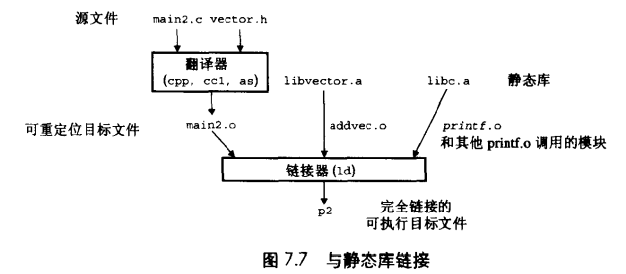 源文件 main2.c vector.h
翻译器
(cpp, cc1, as)
libvector.a
libc.a
静态库
可重定位目标文件
main2.o
addvec.o
printf.o
和其他 printf.o 调用的模块
链接器 (ld)
p2
完全链接的
可执行目标文件
图 7.7 与静态库链接